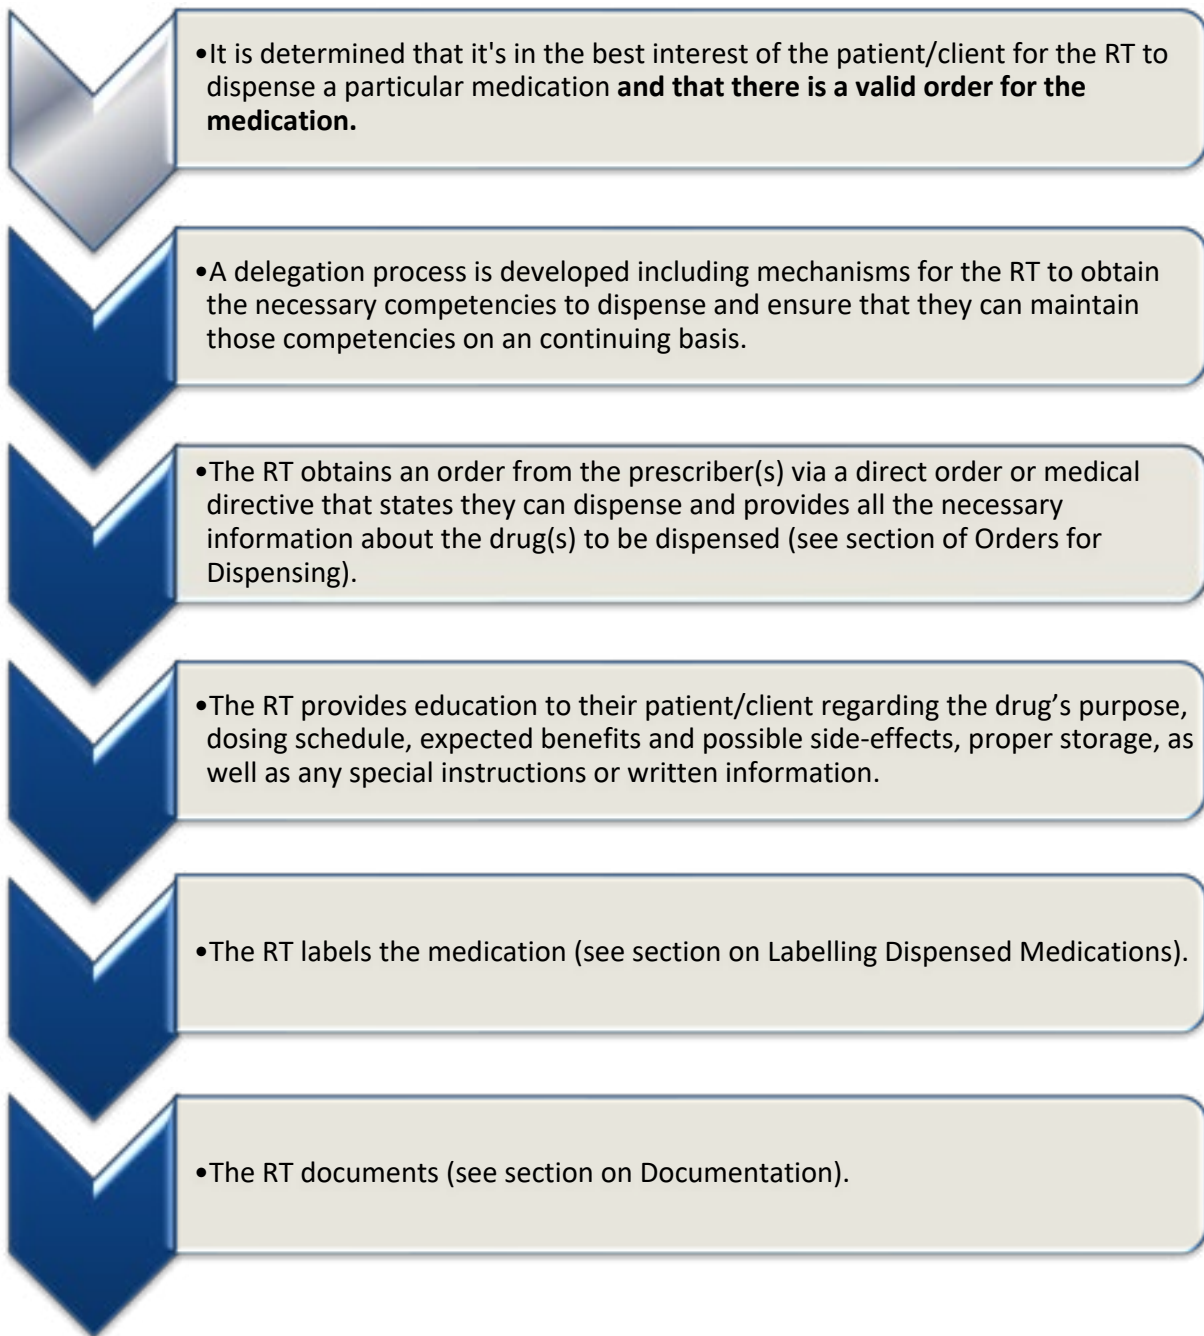 •It is determined that it's in the best interest of the patient/client for the RT to
dispense a particular medication and that there is a valid order for the
medication.
•A delegation process is developed including mechanisms for the RT to obtain
the necessary competencies to dispense and ensure that they can maintain
those competencies on an continuing basis.
•The RT obtains an order from the prescriber(s) via a direct order or medical
directive that states they can dispense and provides all the necessary
information about the drug(s) to be dispensed (see section of Orders for
Dispensing).
•The RT provides education to their patient/client regarding the drug’s purpose,
dosing schedule, expected benefits and possible side-effects, proper storage, as
well as any special instructions or written information.
•The RT labels the medication (see section on Labelling Dispensed Medications).
•The RT documents (see section on Documentation).